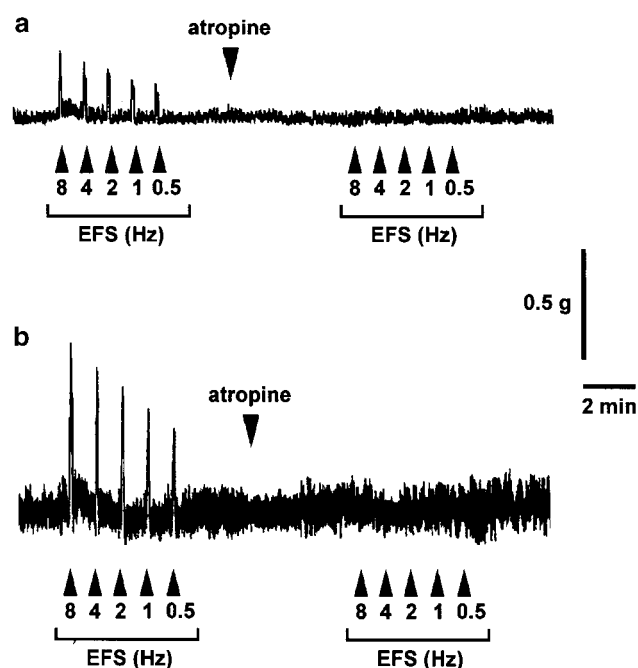 a
atropine
8 4 2 1 0.5 8 4 2 1 0.5
EFS (Hz) EFS (Hz)
0.5 g
2 min
b
atropine
8 4 2 1 0.5 8 4 2 1 0.5
EFS (Hz) EFS (Hz)